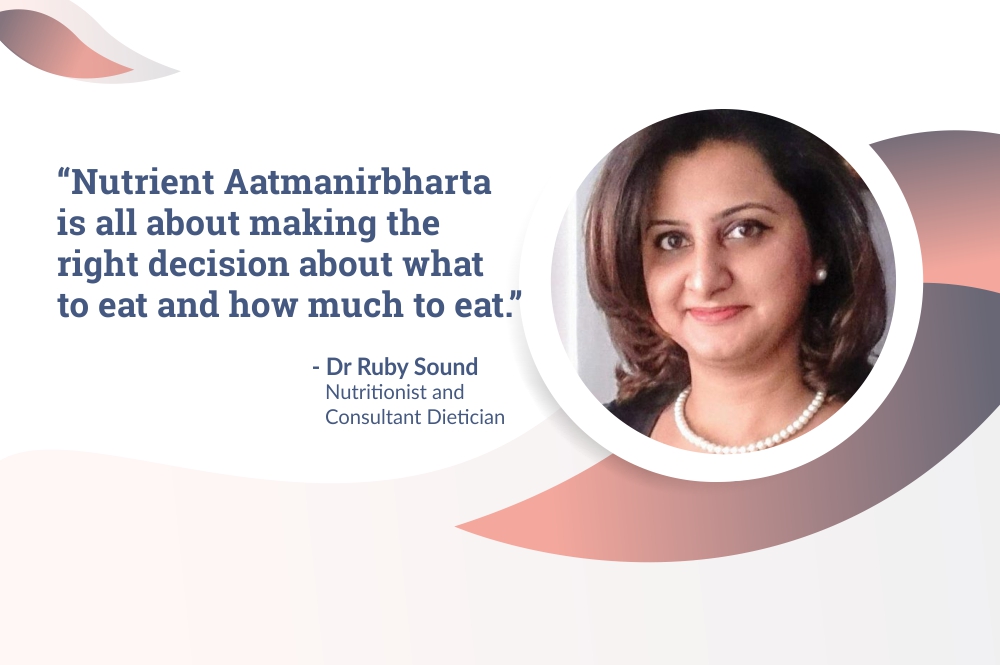 “Nutrient Aatmanirbharta
is all about making the
right decision about what
to eat and how much to eat.”
- Dr Ruby Sound
Nutritionist and
Consultant Dietician